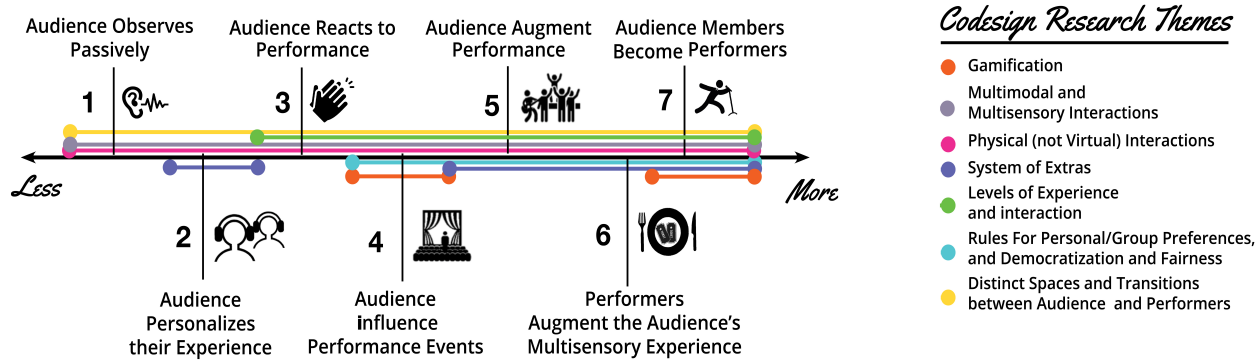 Audience Observes
Passively
1
Audience Reacts to
Performance
3
Audience Augment
Performance
5
Audience Members
Become Performers
7
Less
More
2
Audience
Personalizes
their Experience
4
Audience
influence
Performance Events
6
Performers
Augment the Audience's
Multisensory Experience
Codesign Research Themes
Gamification
Multimodal and
Multisensory Interactions
Physical (not Virtual) Interactions
System of Extras
Levels of Experience
and interaction
Rules For Personal/Group Preferences,
and Democratization and Fairness
Distinct Spaces and Transitions
between Audience and Performers